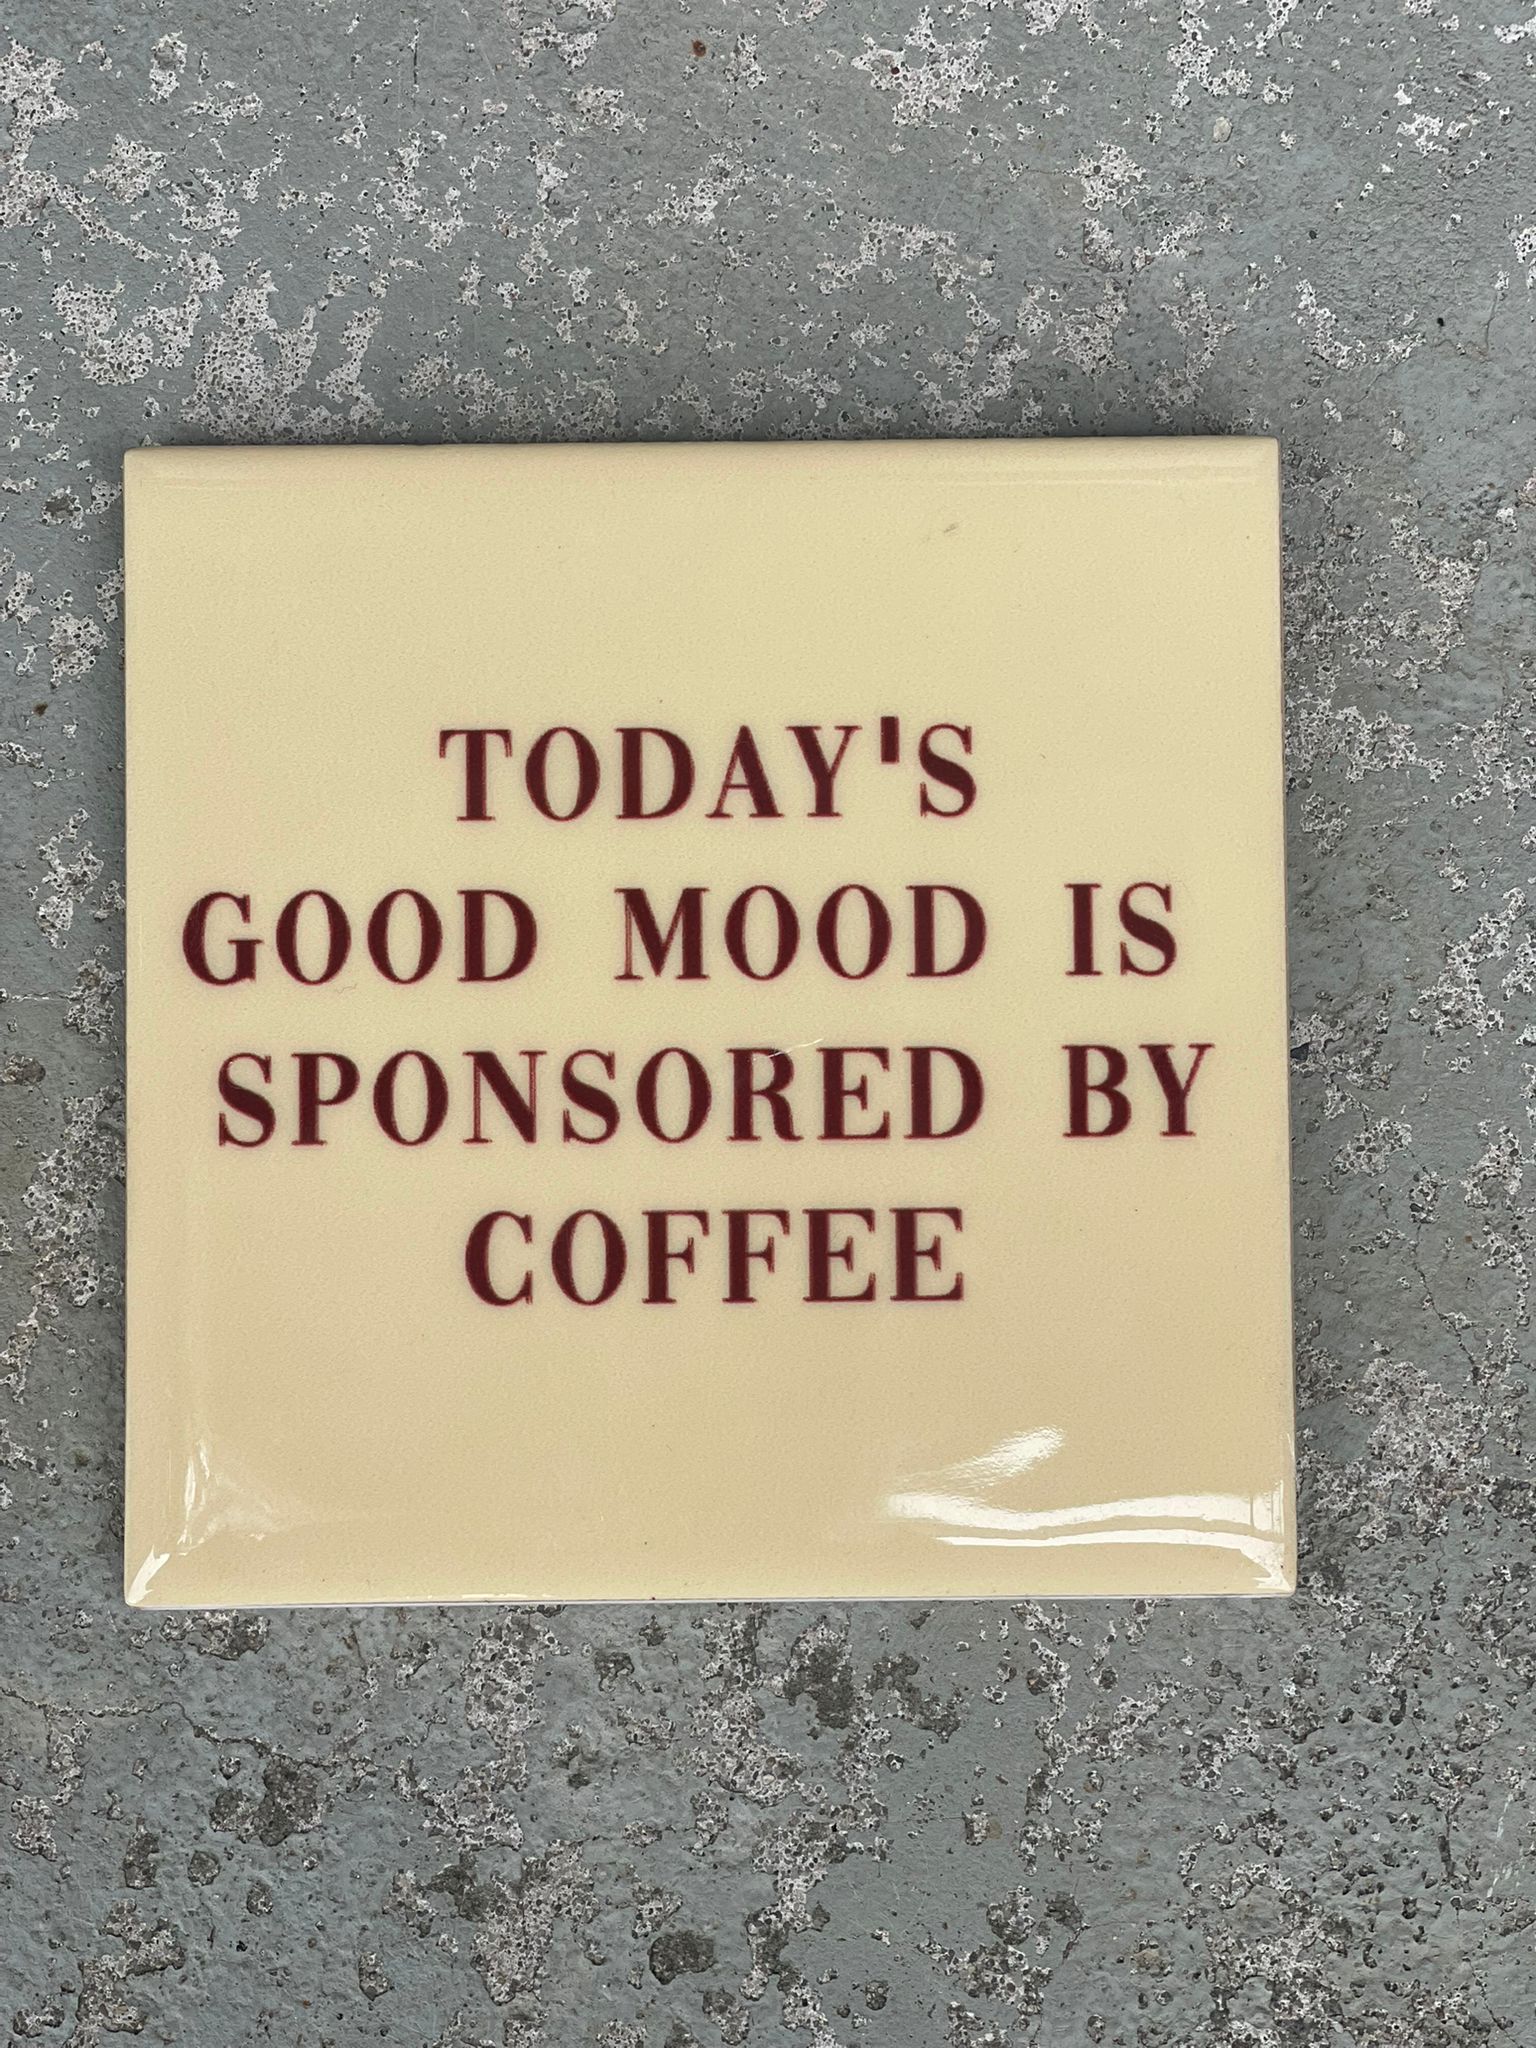 TODAY'S
GOOD MOOD IS
SPONSORED BY
COFFEE